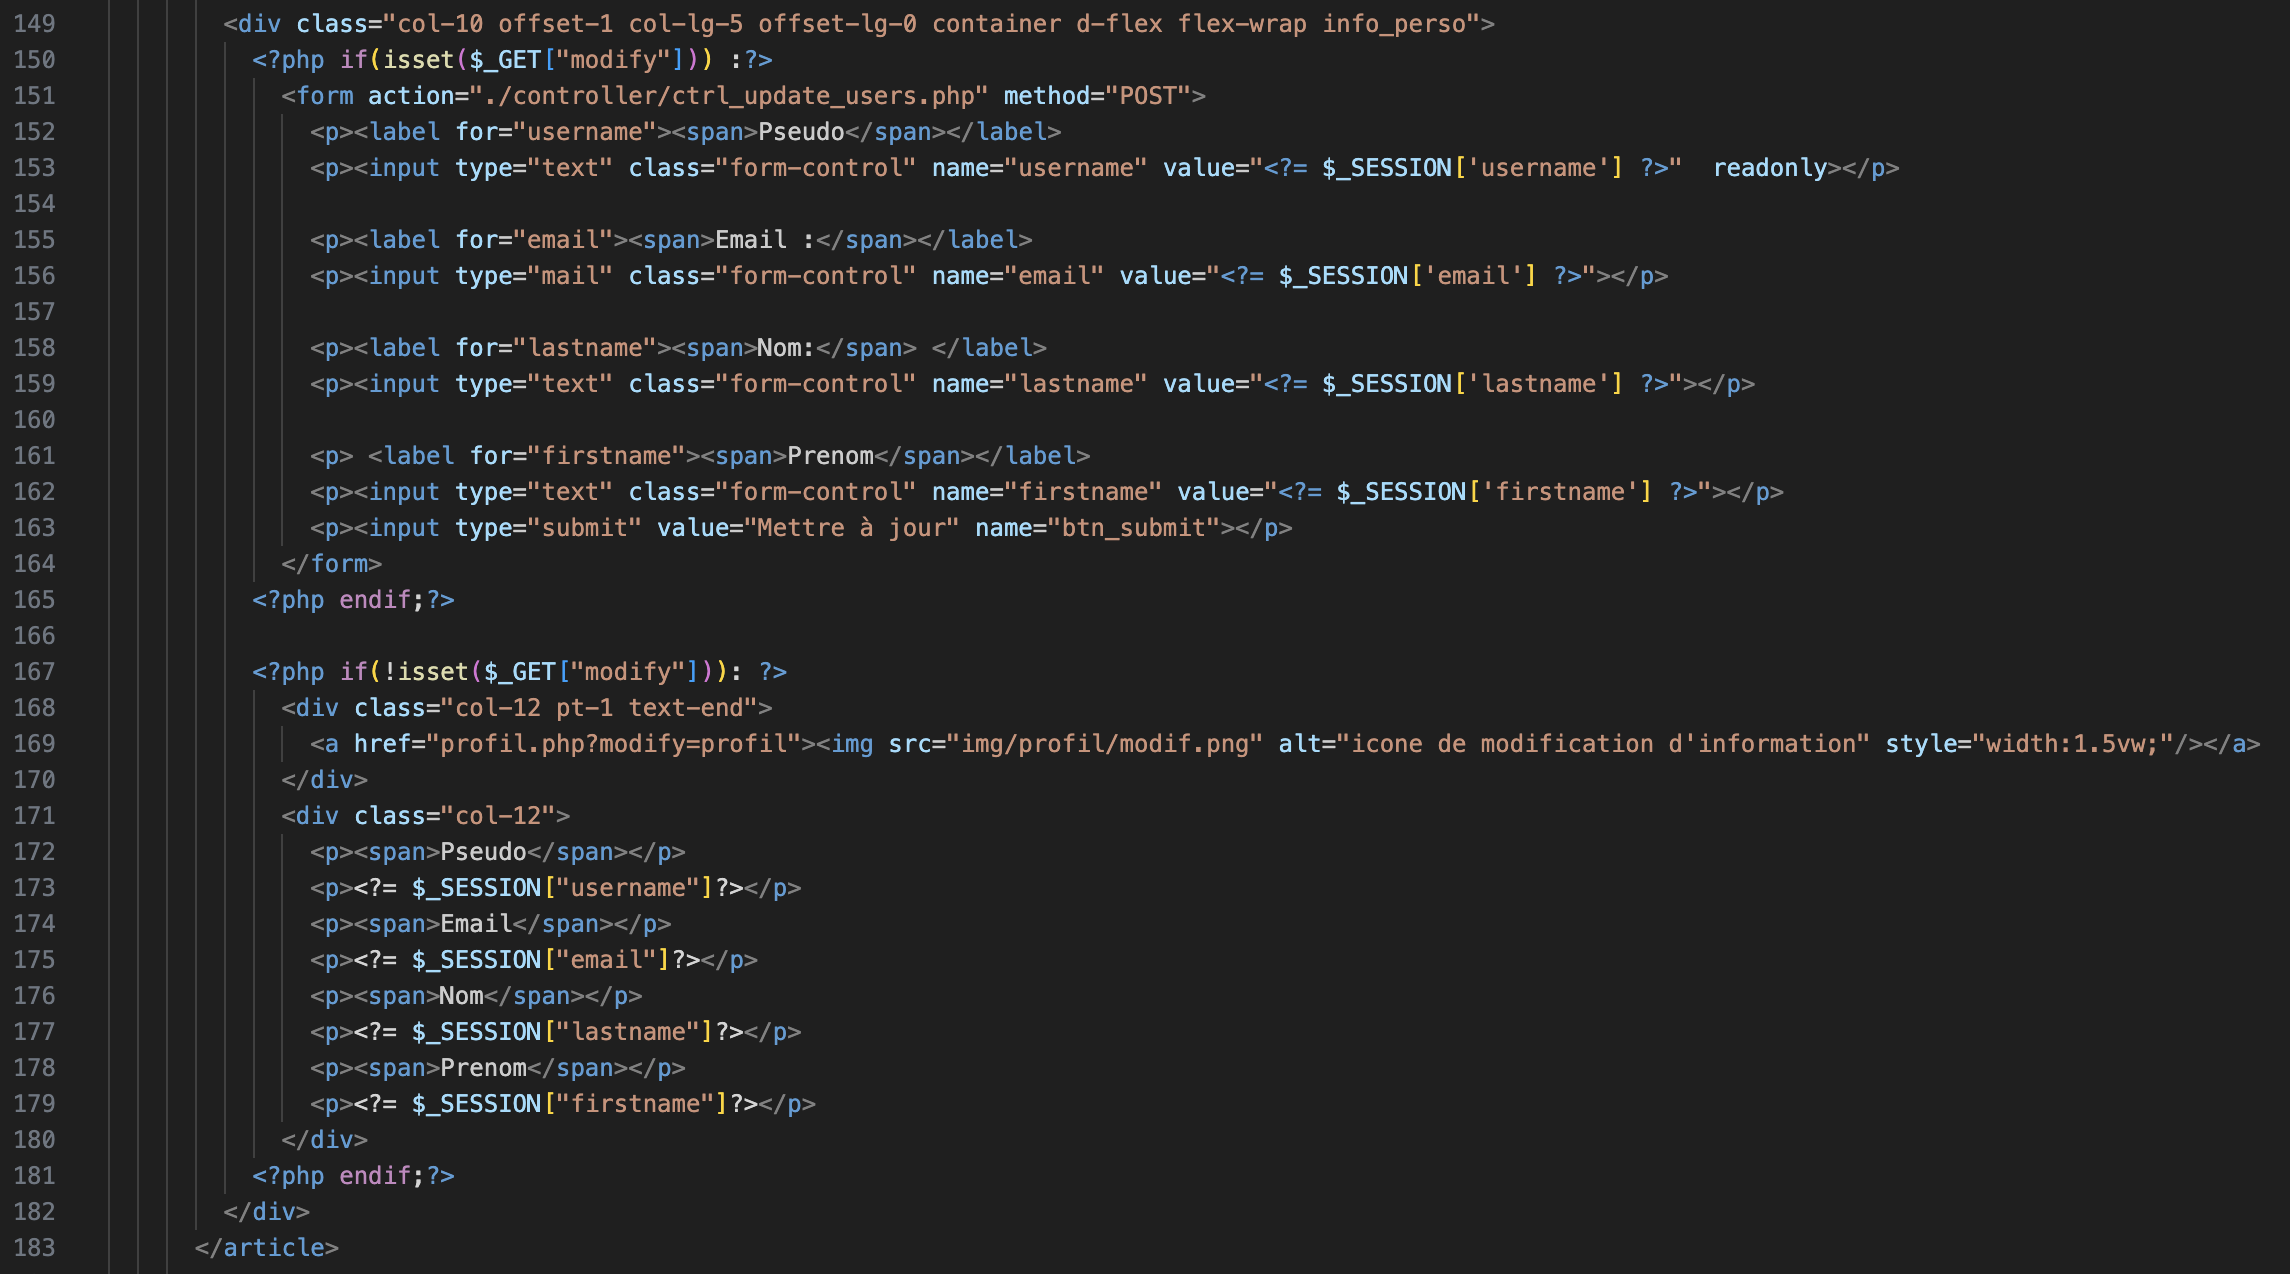 149 <div class="col-10 offset-1 col-lg-5 offset-lg-0 container d-flex flex-wrap info_perso">
150 <?php if(isset($_GET["modify"])) :?>
151 <form action="./controller/ctrl_update_users.php" method="POST">
152 <p><label for="username"><span>Pseudo</span></label>
153 <p><input type="text" class="form-control" name="username" value="<?= $_SESSION['username'] ?>"  readonly></p>
154
155 <p><label for="email"><span>Email :</span></label>
156 <p><input type="mail" class="form-control" name="email" value="<?= $_SESSION['email'] ?>"></p>
157
158 <p><label for="lastname"><span>Nom:</span> </label>
159 <p><input type="text" class="form-control" name="lastname" value="<?= $_SESSION['lastname'] ?>"></p>
160
161 <p> <label for="firstname"><span>Prenom</span></label>
162 <p><input type="text" class="form-control" name="firstname" value="<?= $_SESSION['firstname'] ?>"></p>
163 <p><input type="submit" value="Mettre à jour" name="btn_submit"></p>
164 </form>
165 <?php endif;?>
166
167 <?php if(!isset($_GET["modify"])): ?>
168 <div class="col-12 pt-1 text-end">
169 <a href="profil.php?modify=profil"><img src="img/profil/modif.png" alt="icone de modification d'information" style="width:1.5vw;"/></a>
170 </div>
171 <div class="col-12">
172 <p><span>Pseudo</span></p>
173 <p><?= $_SESSION["username"]?></p>
174 <p><span>Email</span></p>
175 <p><?= $_SESSION["email"]?></p>
176 <p><span>Nom</span></p>
177 <p><?= $_SESSION["lastname"]?></p>
178 <p><span>Prenom</span></p>
179 <p><?= $_SESSION["firstname"]?></p>
180 </div>
181 <?php endif;?>
182 </div>
183 </article>